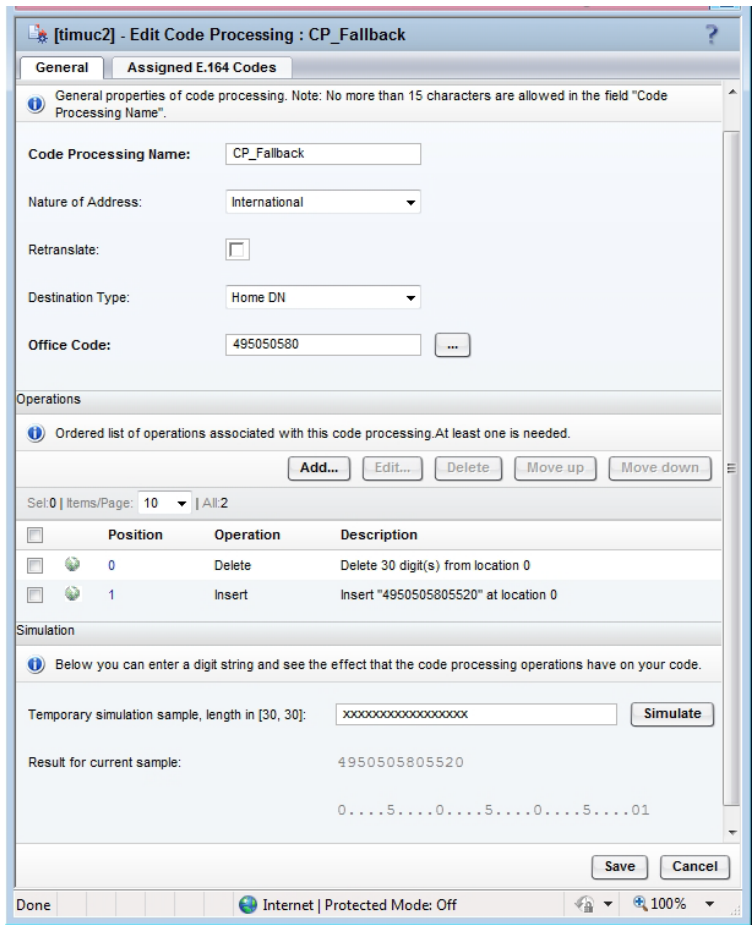 [timuc2] - Edit Code Processing : CP_Fallback ?
General Assigned E.164 Codes
General properties of code processing. Note: No more than 15 characters are allowed in the field "Code
Processing Name".
Code Processing Name: CP_Fallback
Nature of Address: International
Retranslate:
Destination Type: Home DN
Office Code: 495050580 ...
Operations
Ordered list of operations associated with this code processing.At least one is needed.
Add... Edit... Delete Move up Move down
Sel:0 | Items/Page: 10 | All:2
Position Operation Description
0 Delete Delete 30 digit(s) from location 0
1 Insert Insert "4950505805520" at location 0
Simulation
Below you can enter a digit string and see the effect that the code processing operations have on your code.
Temporary simulation sample, length in [30, 30]: xxxxxxxxxxxxxxxxx Simulate
Result for current sample: 4950505805520
0....5....0....5....0....5....01
Save Cancel
Done Internet | Protected Mode: Off 100%